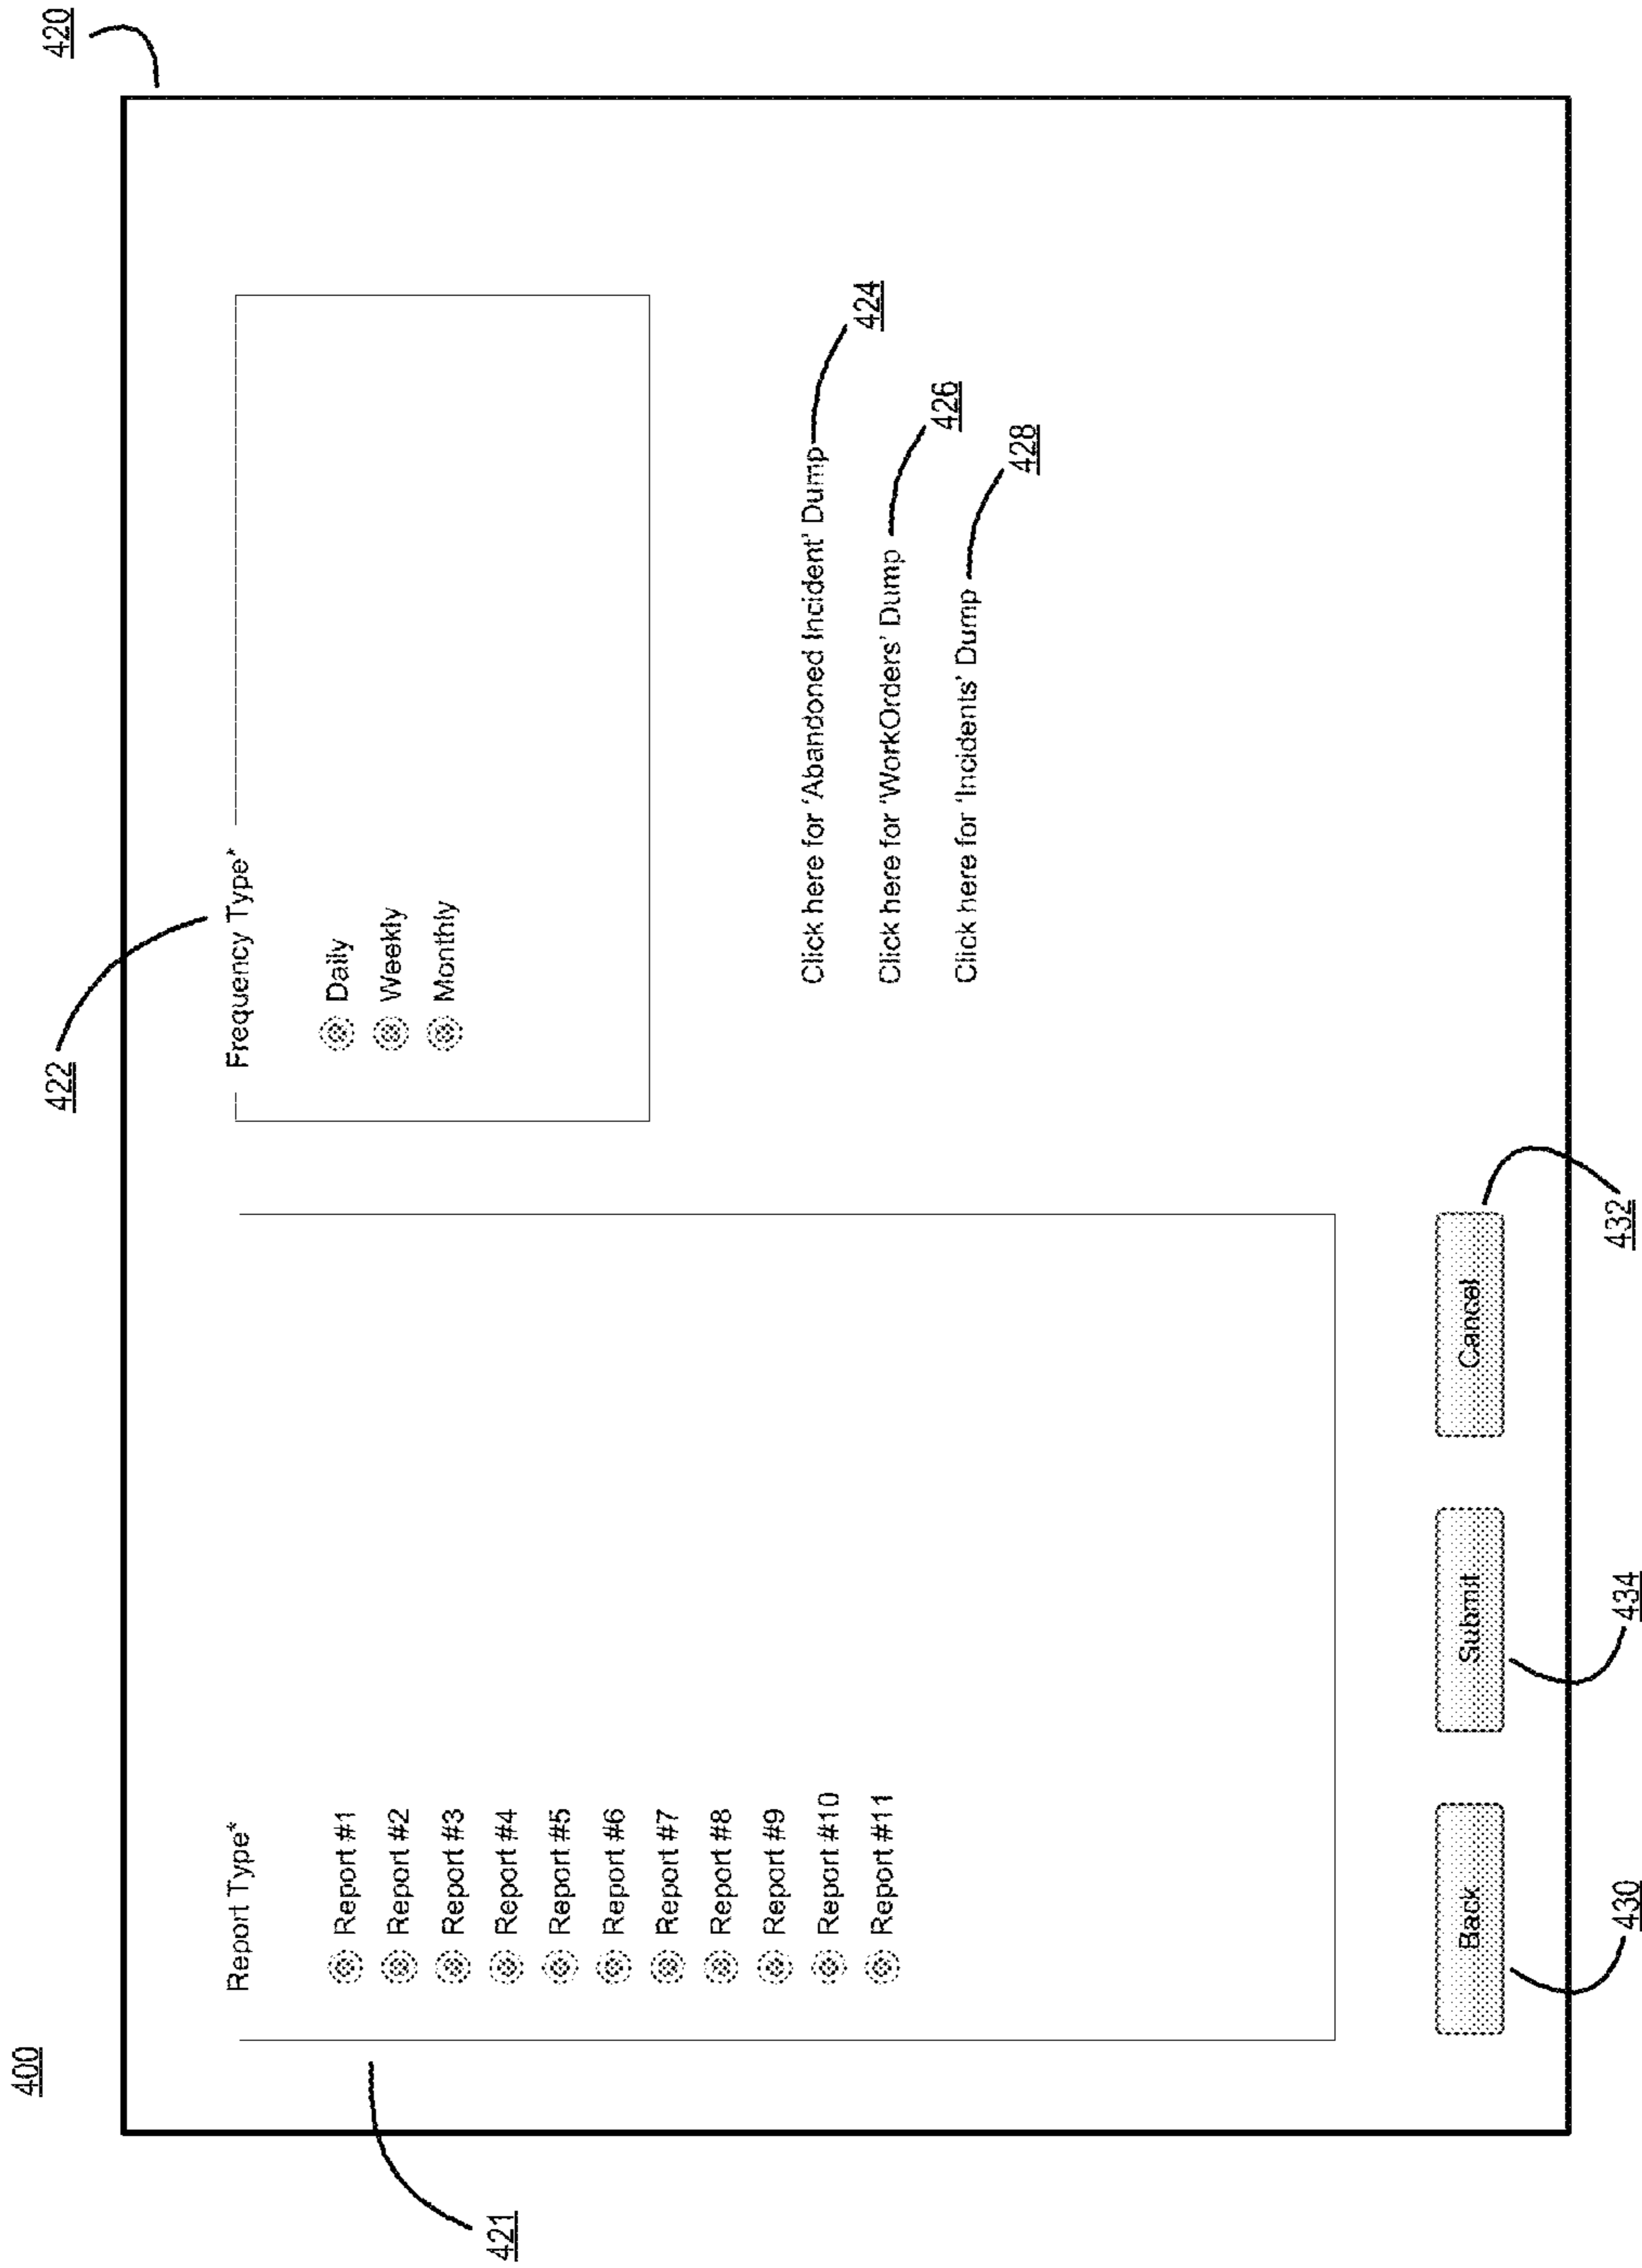 400
420
422
421
Report Type*
Report #1
Report #2
Report #3
Report #4
Report #5
Report #6
Report #7
Report #8
Report #9
Report #10
Report #11
Frequency Type*
Daily
Weekly
Monthly
Click here for 'Abandoned Incident' Dump
424
Click here for 'WorkOrders' Dump
426
Click here for 'Incidents' Dump
428
Back
Submit
Cancel
430
434
432